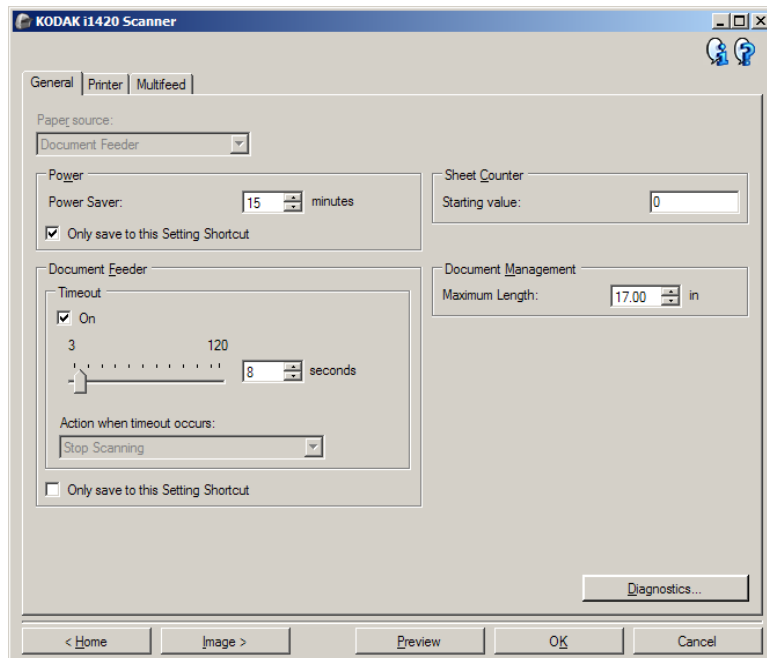 KODAK i1420 Scanner
General
Printer
Multifeed
Paper source:
Document Feeder
Power
Power Saver:
15
minutes
Only save to this Setting Shortcut
Sheet Counter
Starting value:
0
Document Feeder
Timeout
On
3
120
8
seconds
Action when timeout occurs:
Stop Scanning
Only save to this Setting Shortcut
Document Management
Maximum Length:
17.00
in
Diagnostics...
< Home
Image >
Preview
OK
Cancel